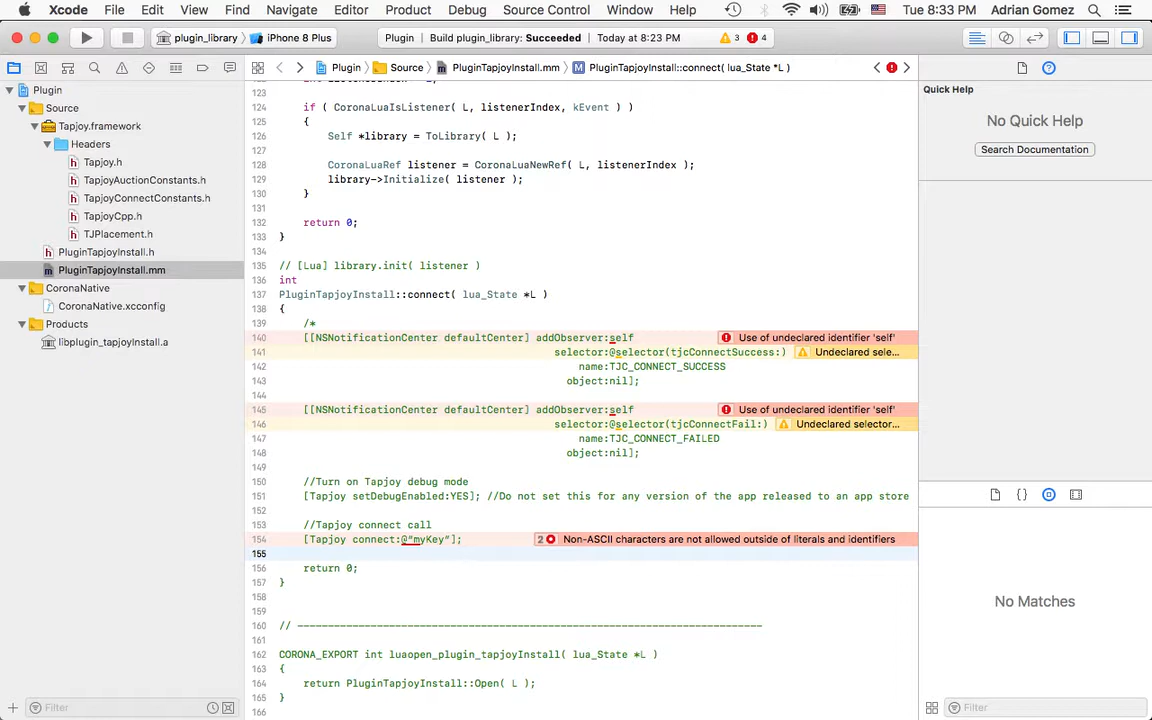 Xcode File Edit View Find Navigate Editor Product Debug Source Control Window Help Tue 8:33 PM Adrian Gomez
plugin_library iPhone 8 Plus Plugin Build plugin_library: Succeeded Today at 8:23 PM 3 4
Plugin Source PluginTapjoyInstall.mm PluginTapjoyInstall::connect( lua_State *L )
Plugin
Source
Tapjoy.framework
Headers
Tapjoy.h
TapjoyAuctionConstants.h
TapjoyConnectConstants.h
TapjoyCpp.h
TJPlacement.h
PluginTapjoyInstall.h
PluginTapjoyInstall.mm
CoronaNative
CoronaNative.xcconfig
Products
libplugin_tapjoyInstall.a
Filter
123
124 if ( CoronaLuaIsListener( L, listenerIndex, kEvent ) )
125 {
126 Self *library = ToLibrary( L );
127
128 CoronaLuaRef listener = CoronaLuaNewRef( L, listenerIndex );
129 library->Initialize( listener );
130 }
131
132 return 0;
133 }
134
135 // [Lua] library.init( listener )
136 int
137 PluginTapjoyInstall::connect( lua_State *L )
138 {
139 /*
140 [[NSNotificationCenter defaultCenter] addObserver:self Use of undeclared identifier 'self'
141 selector:@selector(tjcConnectSuccess:) Undeclared sele...
142 name:TJC_CONNECT_SUCCESS
143 object:nil];
144
145 [[NSNotificationCenter defaultCenter] addObserver:self Use of undeclared identifier 'self'
146 selector:@selector(tjcConnectFail:) Undeclared selector...
147 name:TJC_CONNECT_FAILED
148 object:nil];
149
150 //Turn on Tapjoy debug mode
151 [Tapjoy setDebugEnabled:YES]; //Do not set this for any version of the app released to an app store
152
153 //Tapjoy connect call
154 [Tapjoy connect:@“myKey”]; 2 Non-ASCII characters are not allowed outside of literals and identifiers
155
156 return 0;
157 }
158
159
160 // -----------------------------------------------------------------------------
161
162 CORONA_EXPORT int luaopen_plugin_tapjoyInstall( lua_State *L )
163 {
164 return PluginTapjoyInstall::Open( L );
165 }
166
Quick Help
No Quick Help
Search Documentation
No Matches
Filter